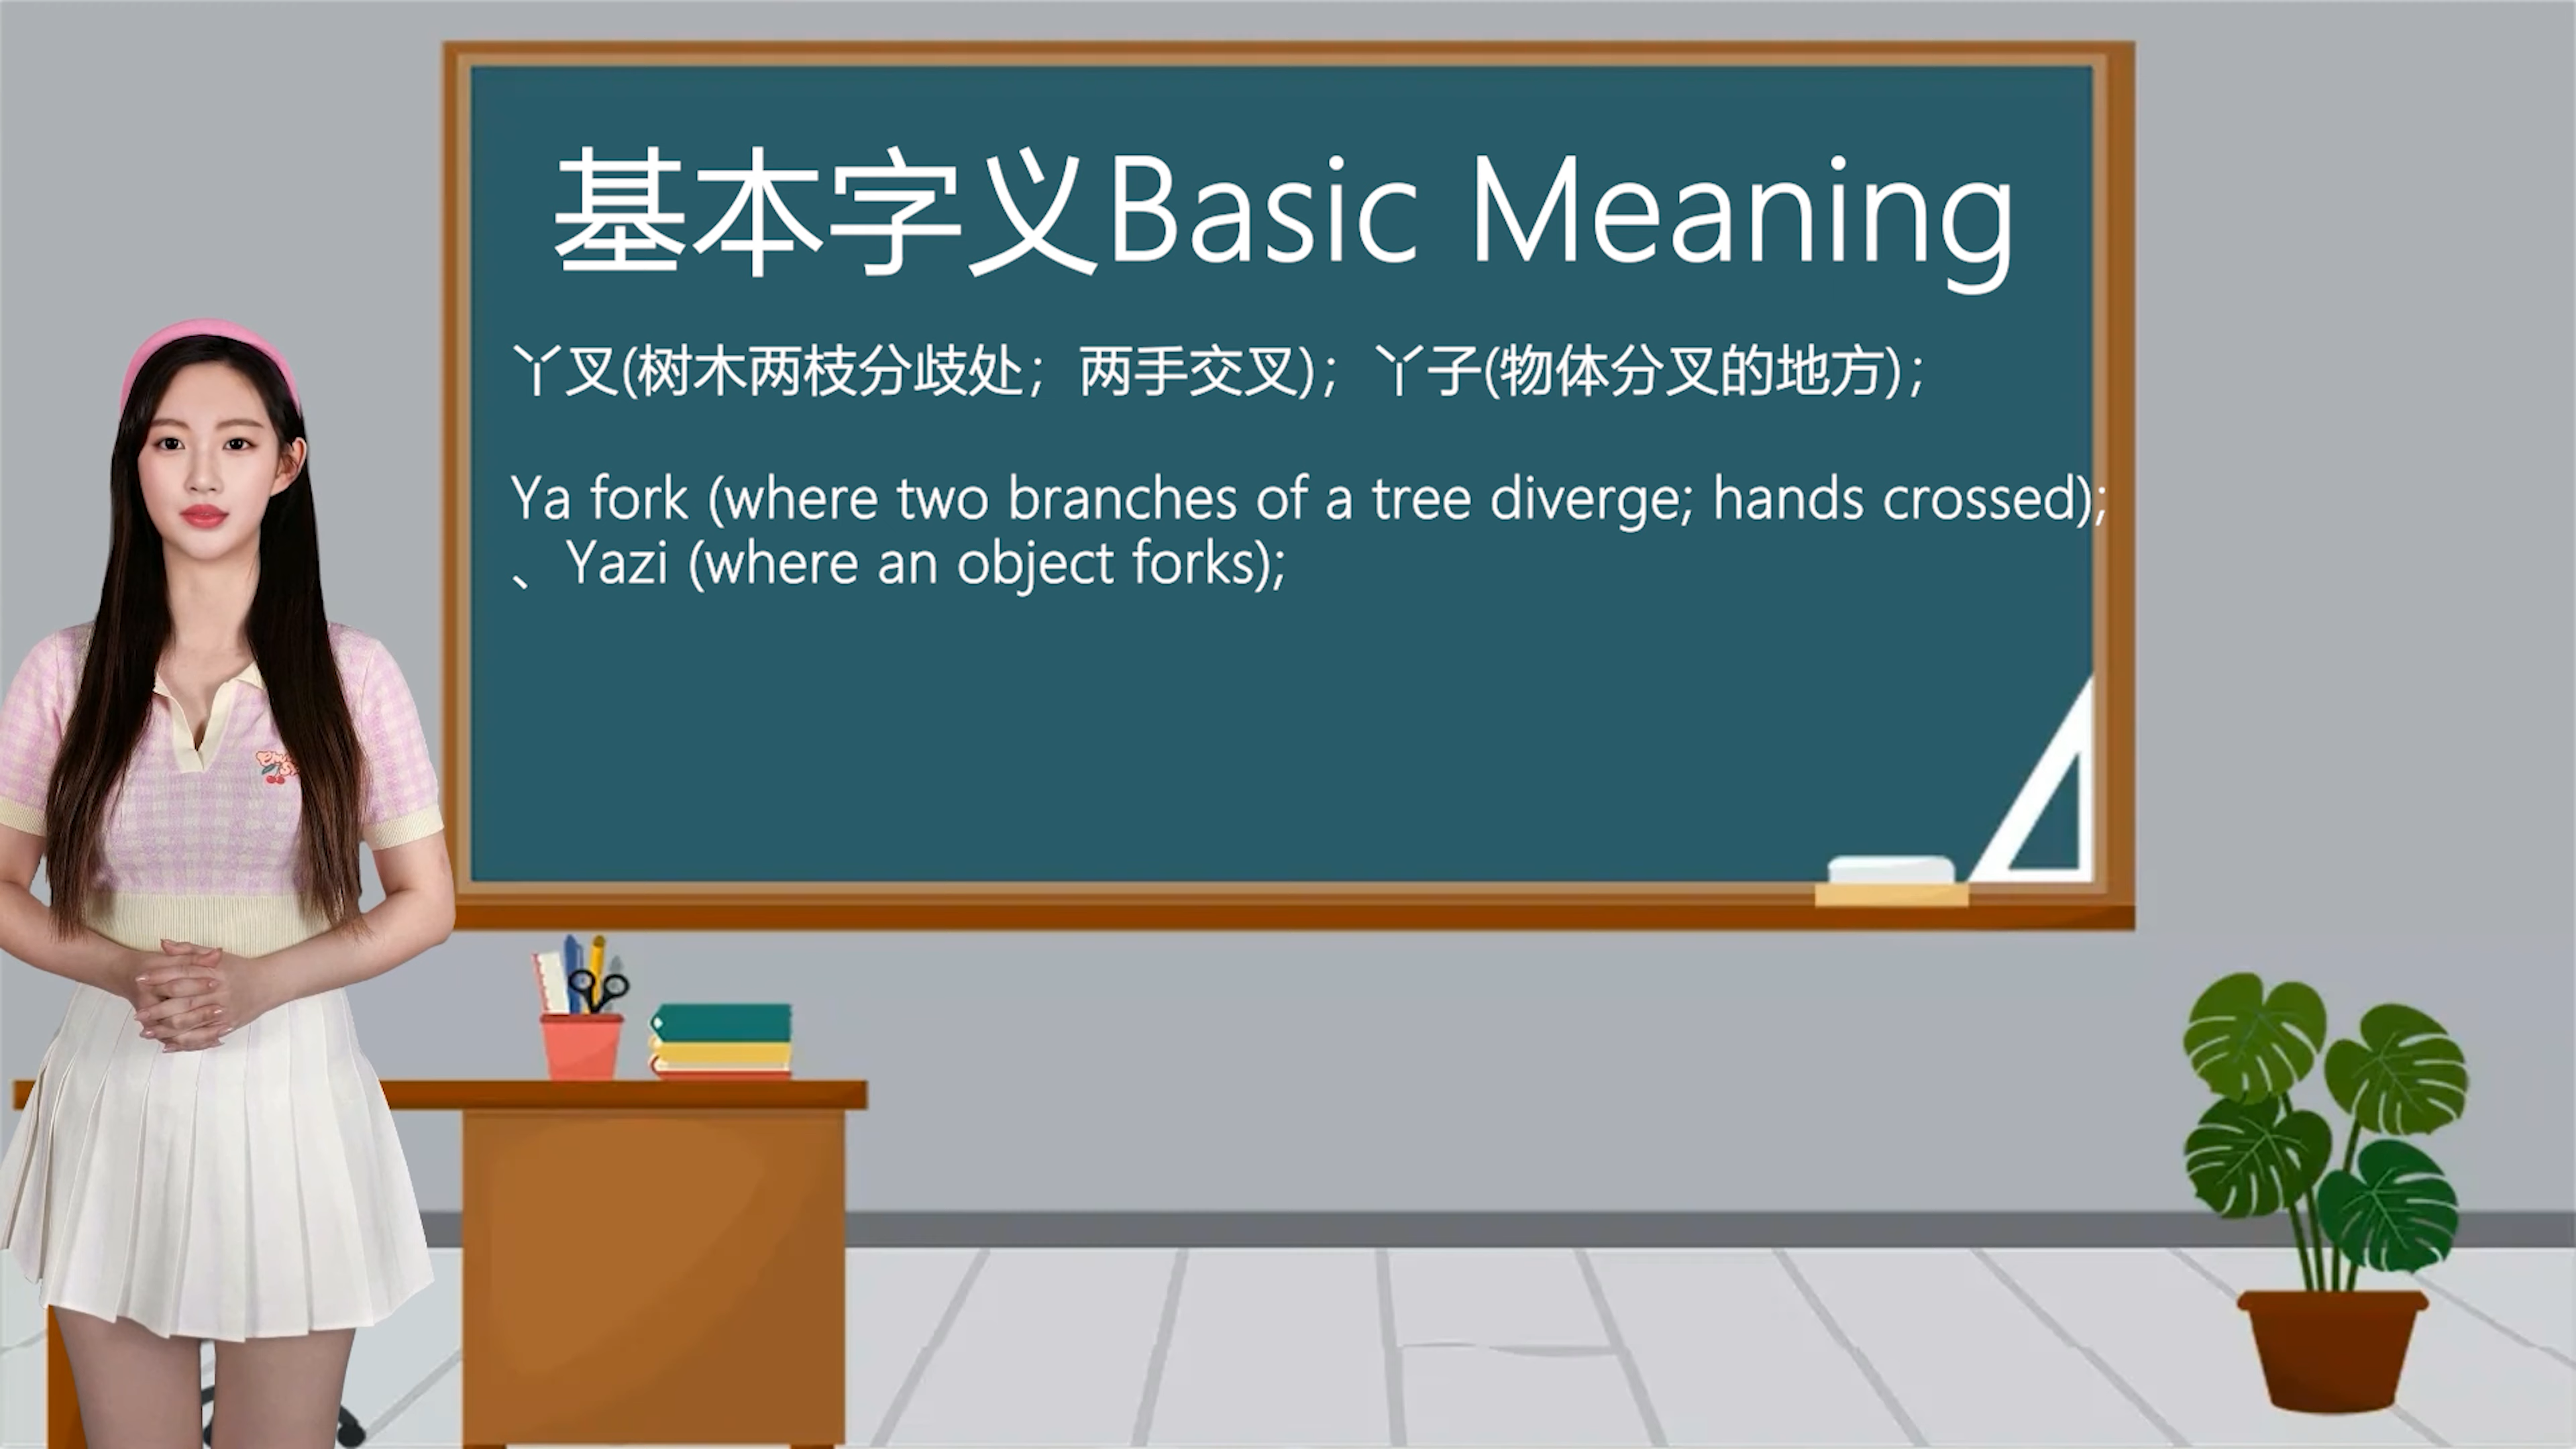 基本字义Basic Meaning
丫叉(树木两枝分歧处；两手交叉)；丫子(物体分叉的地方)；
Ya fork (where two branches of a tree diverge; hands crossed);
、Yazi (where an object forks);